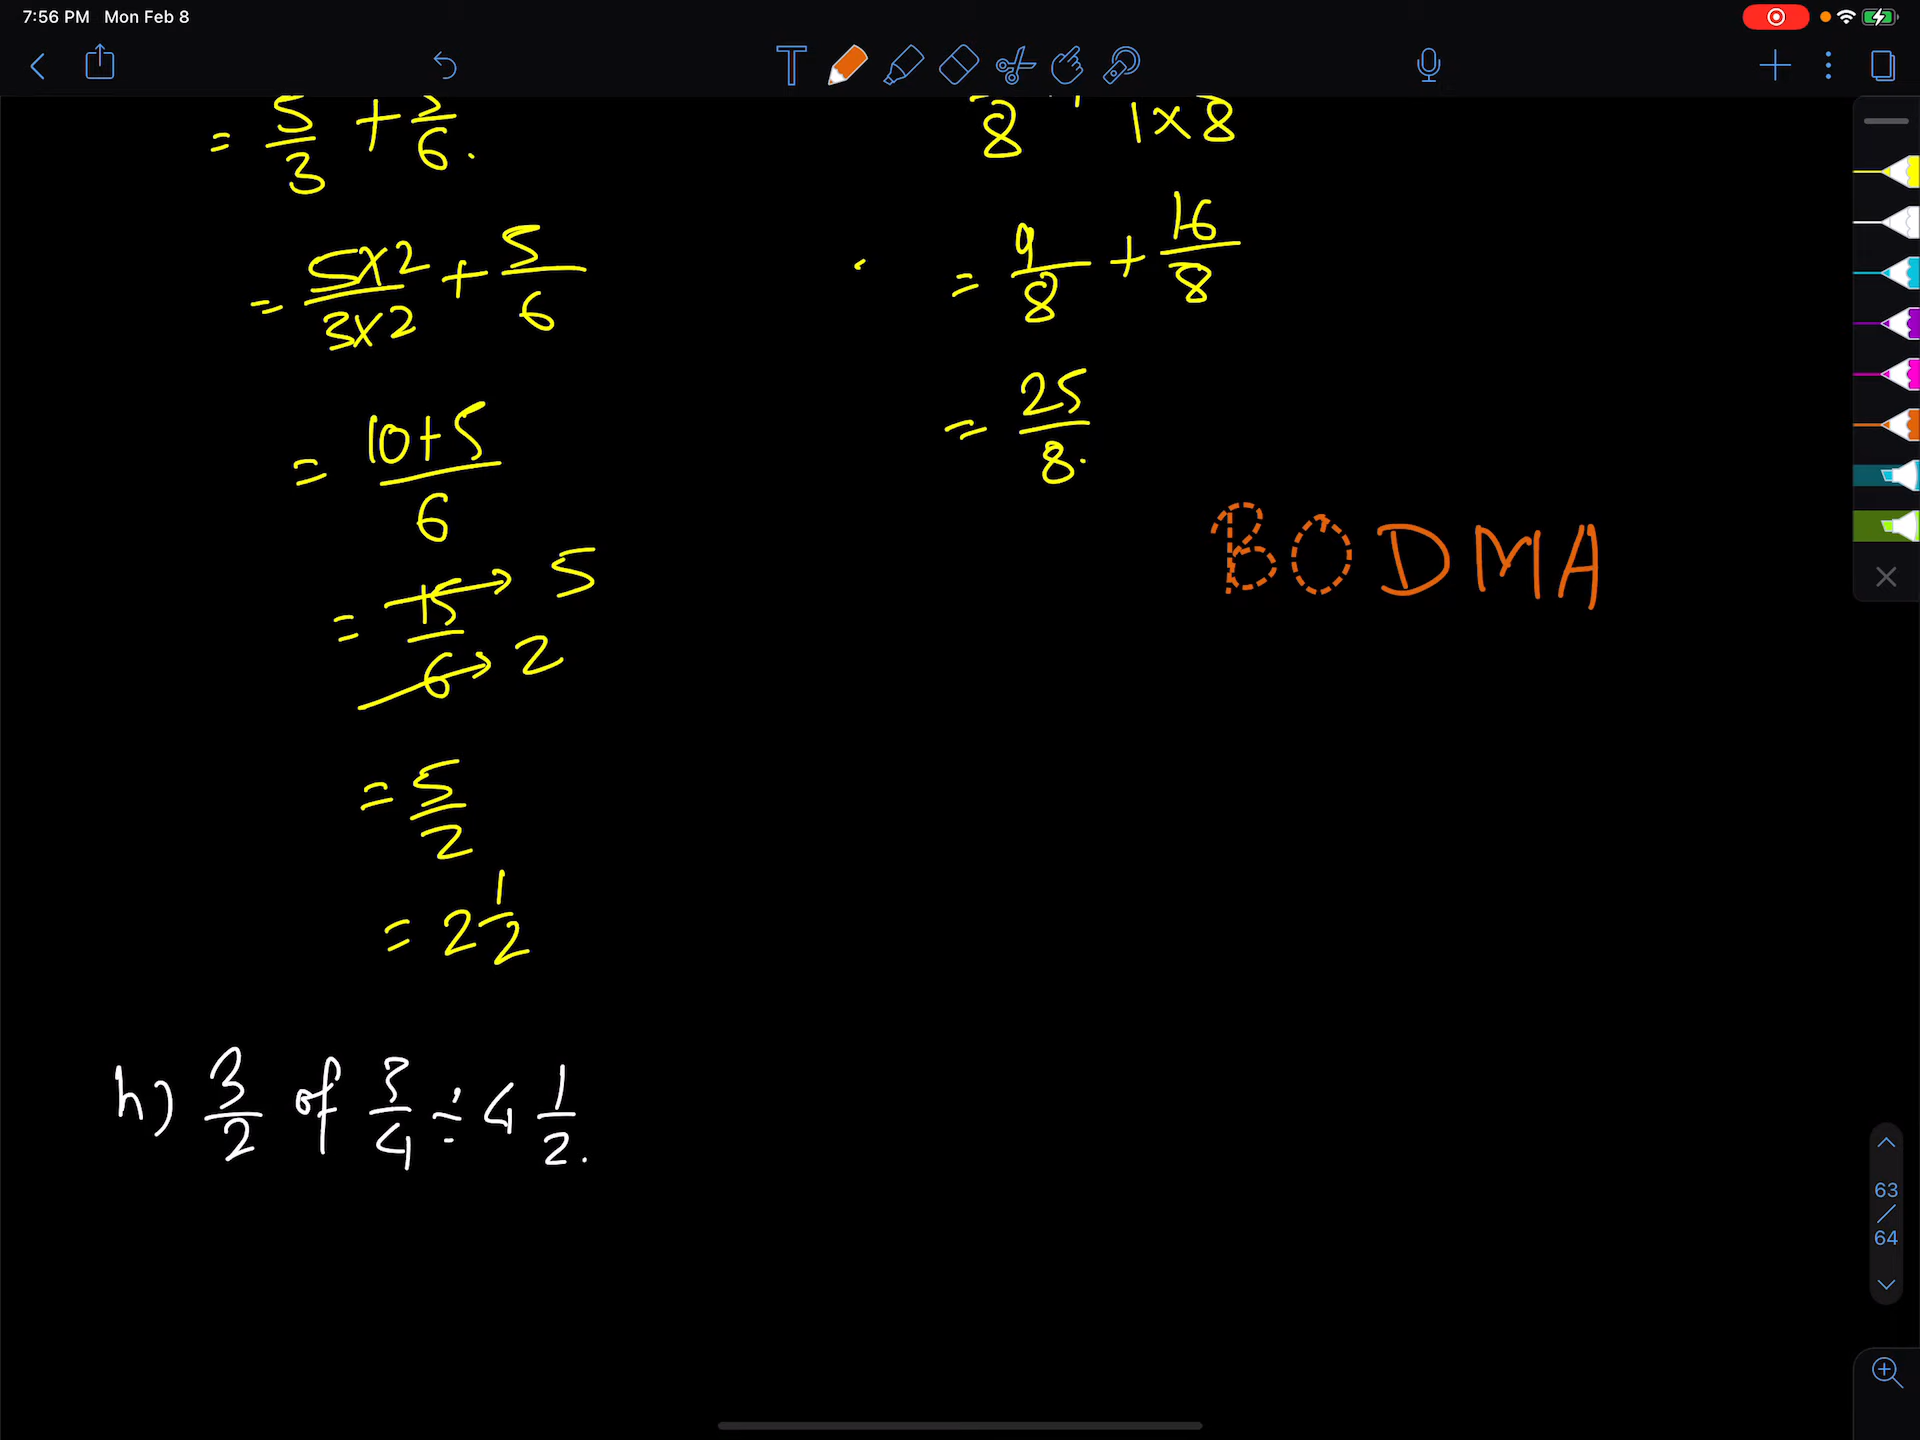 7:56 PM Mon Feb 8
= 5/3 + 5/6.
= 5x2/3x2 + 5/6
= 10+5/6
= 15/6 → 5 → 2
= 5/2
= 2 1/2
8 + 1 x 8
= 9/8 + 16/8
= 25/8.
BODMA
h) 3/2 of 3/4 ÷ 4 1/2.
63
/
64